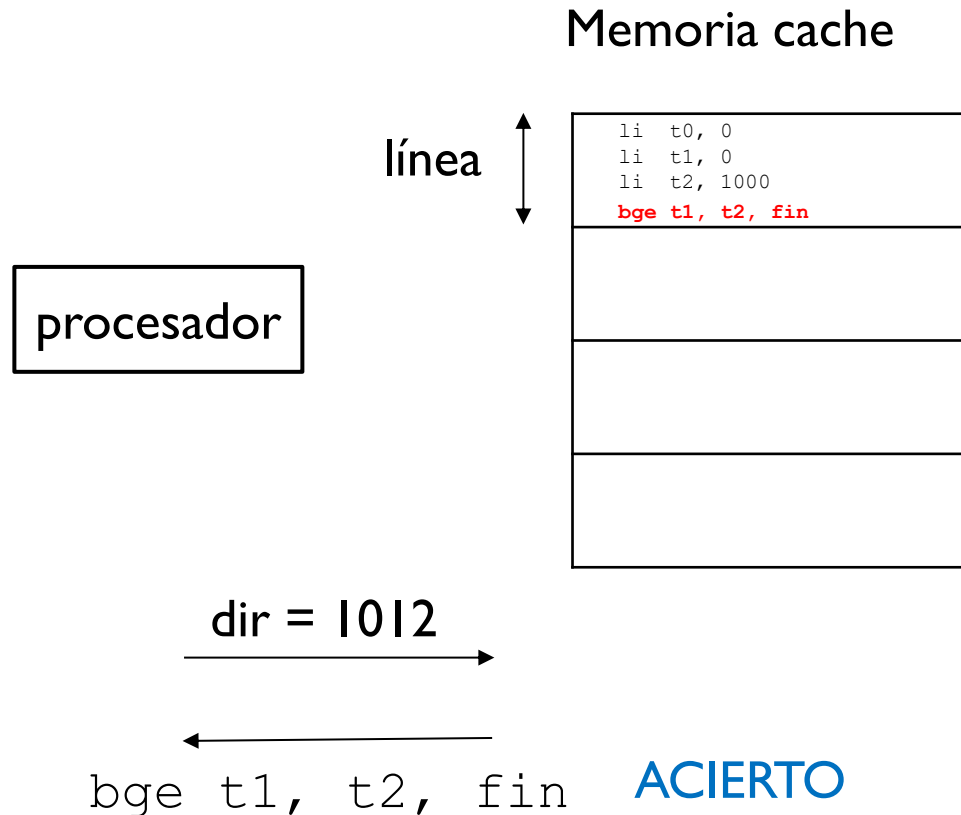 Memoria cache
línea
li t0, 0
li t1, 0
li t2, 1000
bge t1, t2, fin
procesador
dir = 1012
bge t1, t2, fin
ACIERTO